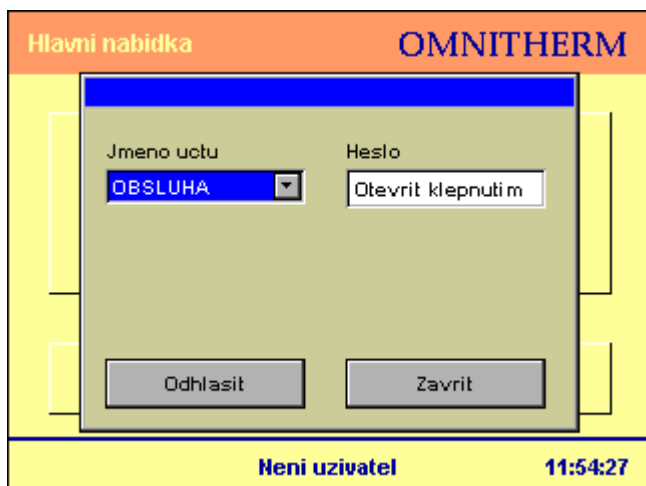 Hlavni nabidka OMNITHERM
Jmeno uctu Heslo
OBSLUHA Otevrit klepnutim
Odhlasit Zavrit
Neni uzivatel 11:54:27